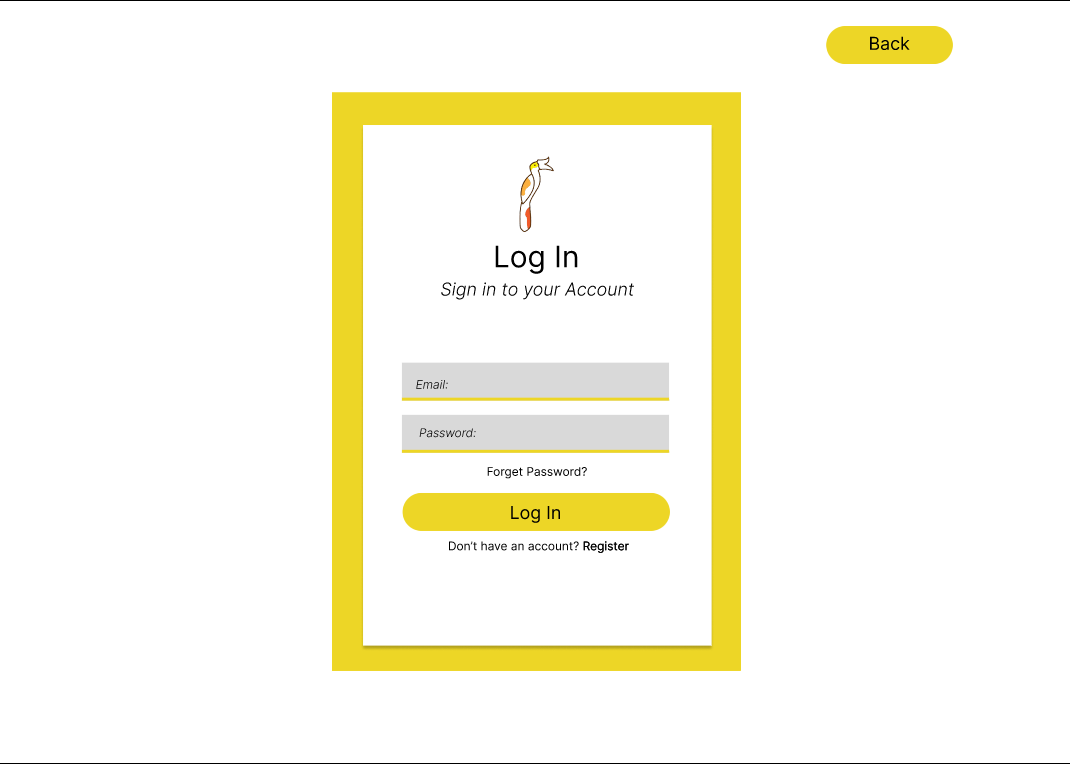 Back
Log In
Sign in to your Account
Email:
Password:
Forget Password?
Log In
Don’t have an account? Register